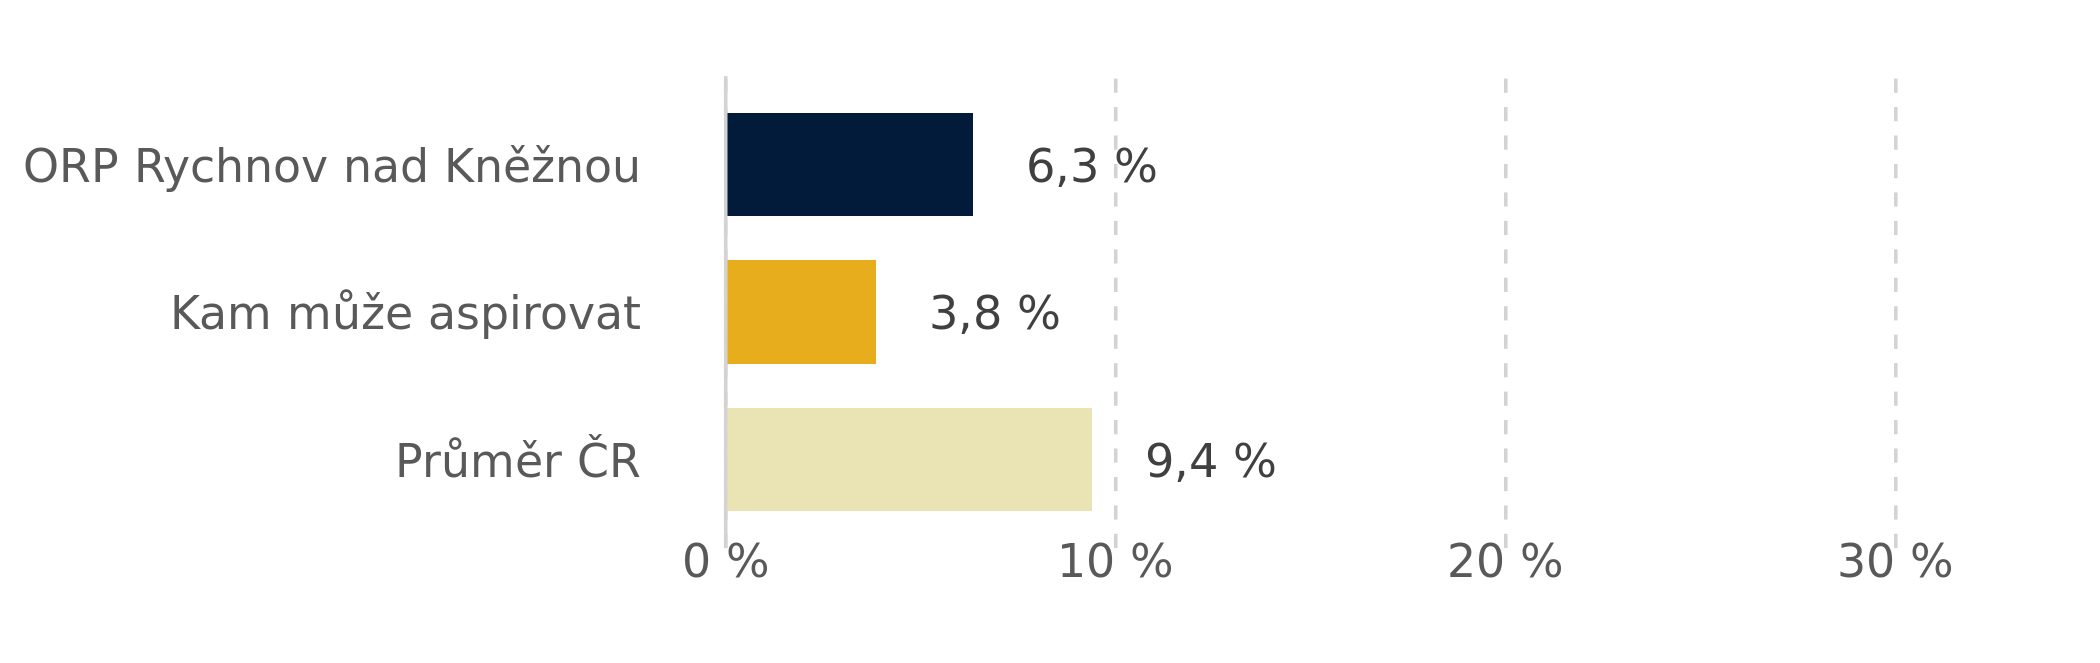 ORP Rychnov nad Kněžnou 6,3 %
Kam může aspirovat 3,8 %
Průměr ČR 9,4 %
0 % 10 % 20 % 30 %